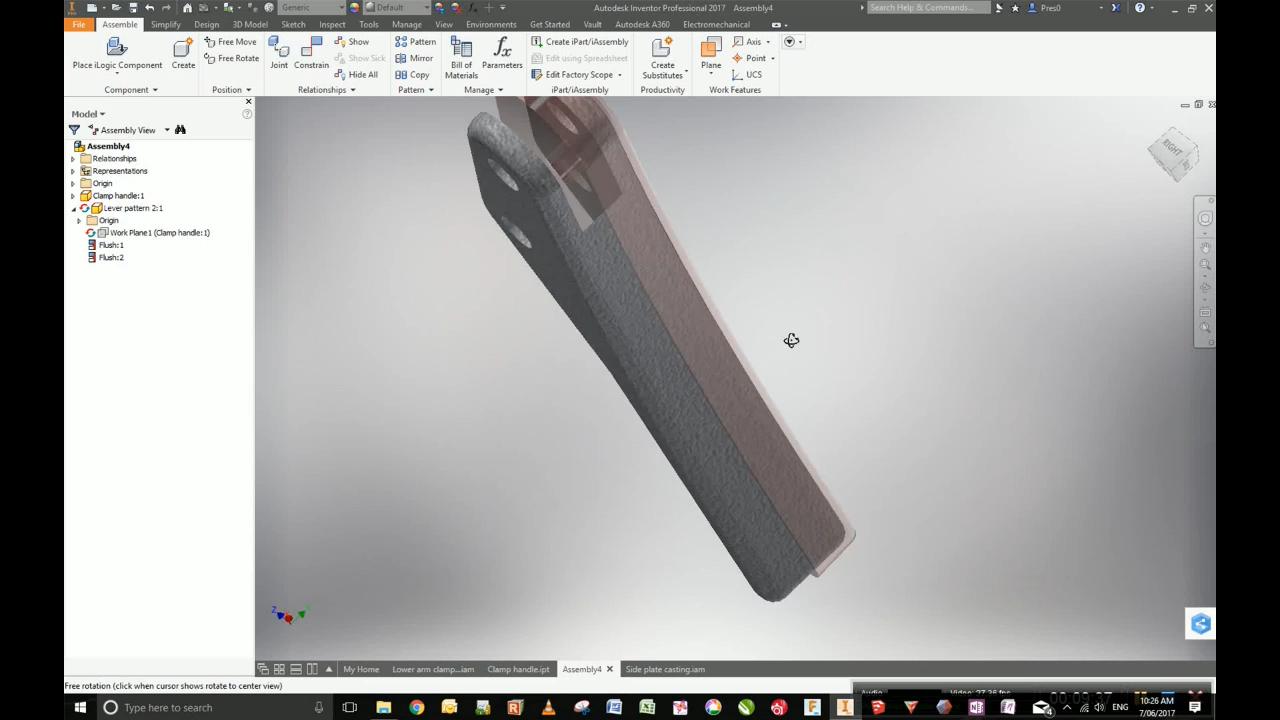 Generic
Default
Autodesk Inventor Professional 2017 Assembly4
Search Help & Commands...
Pres0
File
Assemble
Simplify
Design
3D Model
Sketch
Inspect
Tools
Manage
View
Environments
Get Started
Vault
Autodesk A360
Electromechanical
Place iLogic Component
Create
Component
Free Move
Free Rotate
Position
Joint
Constrain
Show
Show Sick
Hide All
Relationships
Pattern
Mirror
Copy
Pattern
Bill of Materials
Parameters
Manage
Create iPart/iAssembly
Edit using Spreadsheet
Edit Factory Scope
iPart/iAssembly
Create Substitutes
Productivity
Plane
Axis
Point
UCS
Work Features
Model
Assembly View
Assembly4
Relationships
Representations
Origin
Clamp handle:1
Lever pattern 2:1
Origin
Work Plane1 (Clamp handle:1)
Flush:1
Flush:2
RIGHT
Z
My Home
Lower arm clamp...iam
Clamp handle.ipt
Assembly4
Side plate casting.iam
Free rotation (click when cursor shows rotate to center view)
Type here to search
ENG
10:26 AM
7/06/2017